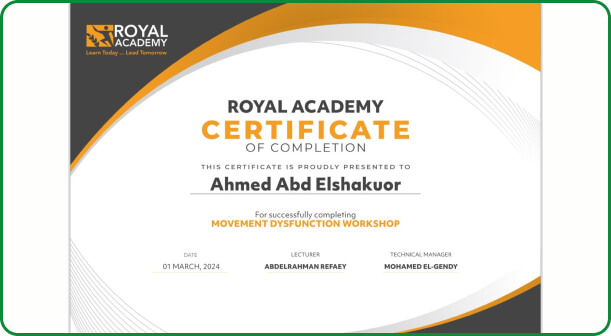 ROYAL
ACADEMY
Learn Today ... Lead Tomorrow
ROYAL ACADEMY
CERTIFICATE
OF COMPLETION
THIS CERTIFICATE IS PROUDLY PRESENTED TO
Ahmed Abd Elshakuor
For successfully completing
MOVEMENT DYSFUNCTION WORKSHOP
DATE LECTURER TECHNICAL MANAGER
01 MARCH, 2024 ABDELRAHMAN REFAEY MOHAMED EL-GENDY